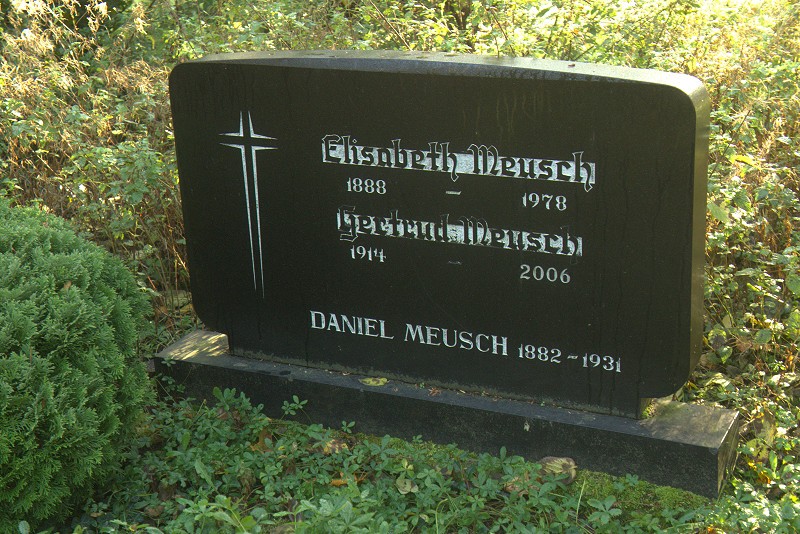 Elisabeth Meusch
1888 – 1978
Gertrud Meusch
1914 – 2006
DANIEL MEUSCH 1882–1931